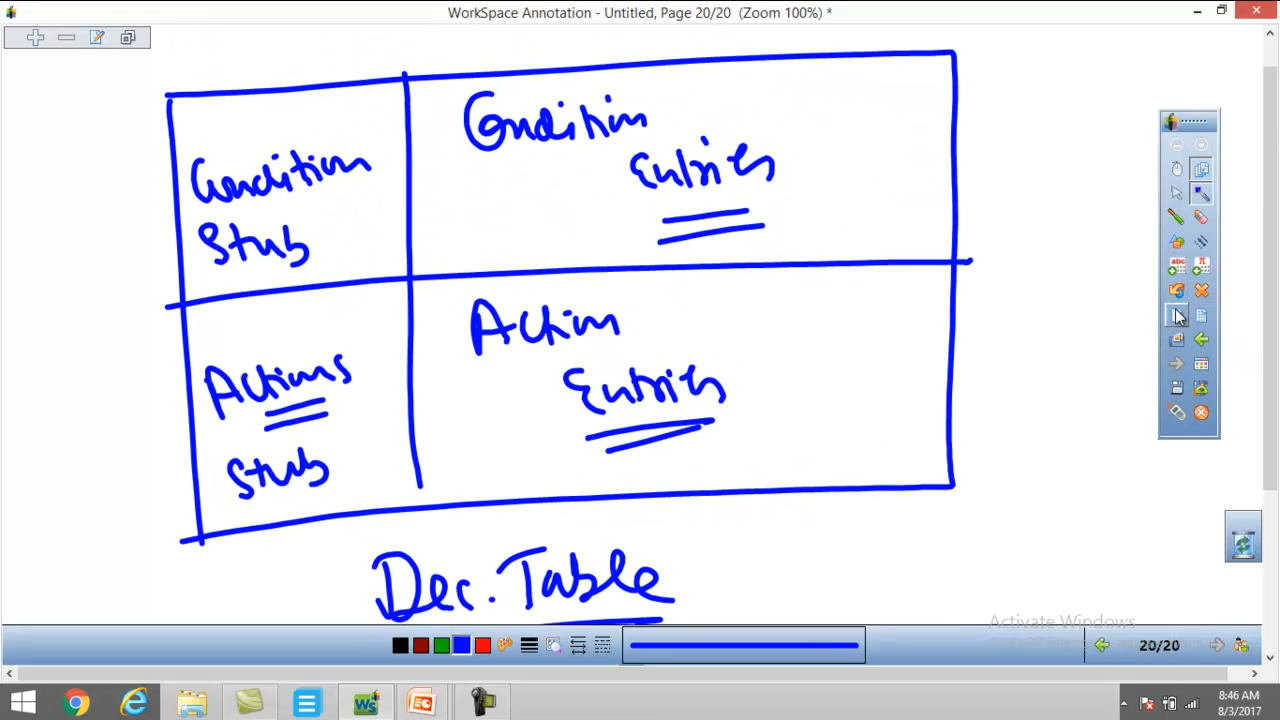 WorkSpace Annotation - Untitled, Page 20/20 (Zoom 100%) *
Condition
Stub
Condition
Entries
Actions
Stub
Action
Entries
Dec. Table
Activate Windows
20/20
8:46 AM
8/3/2017